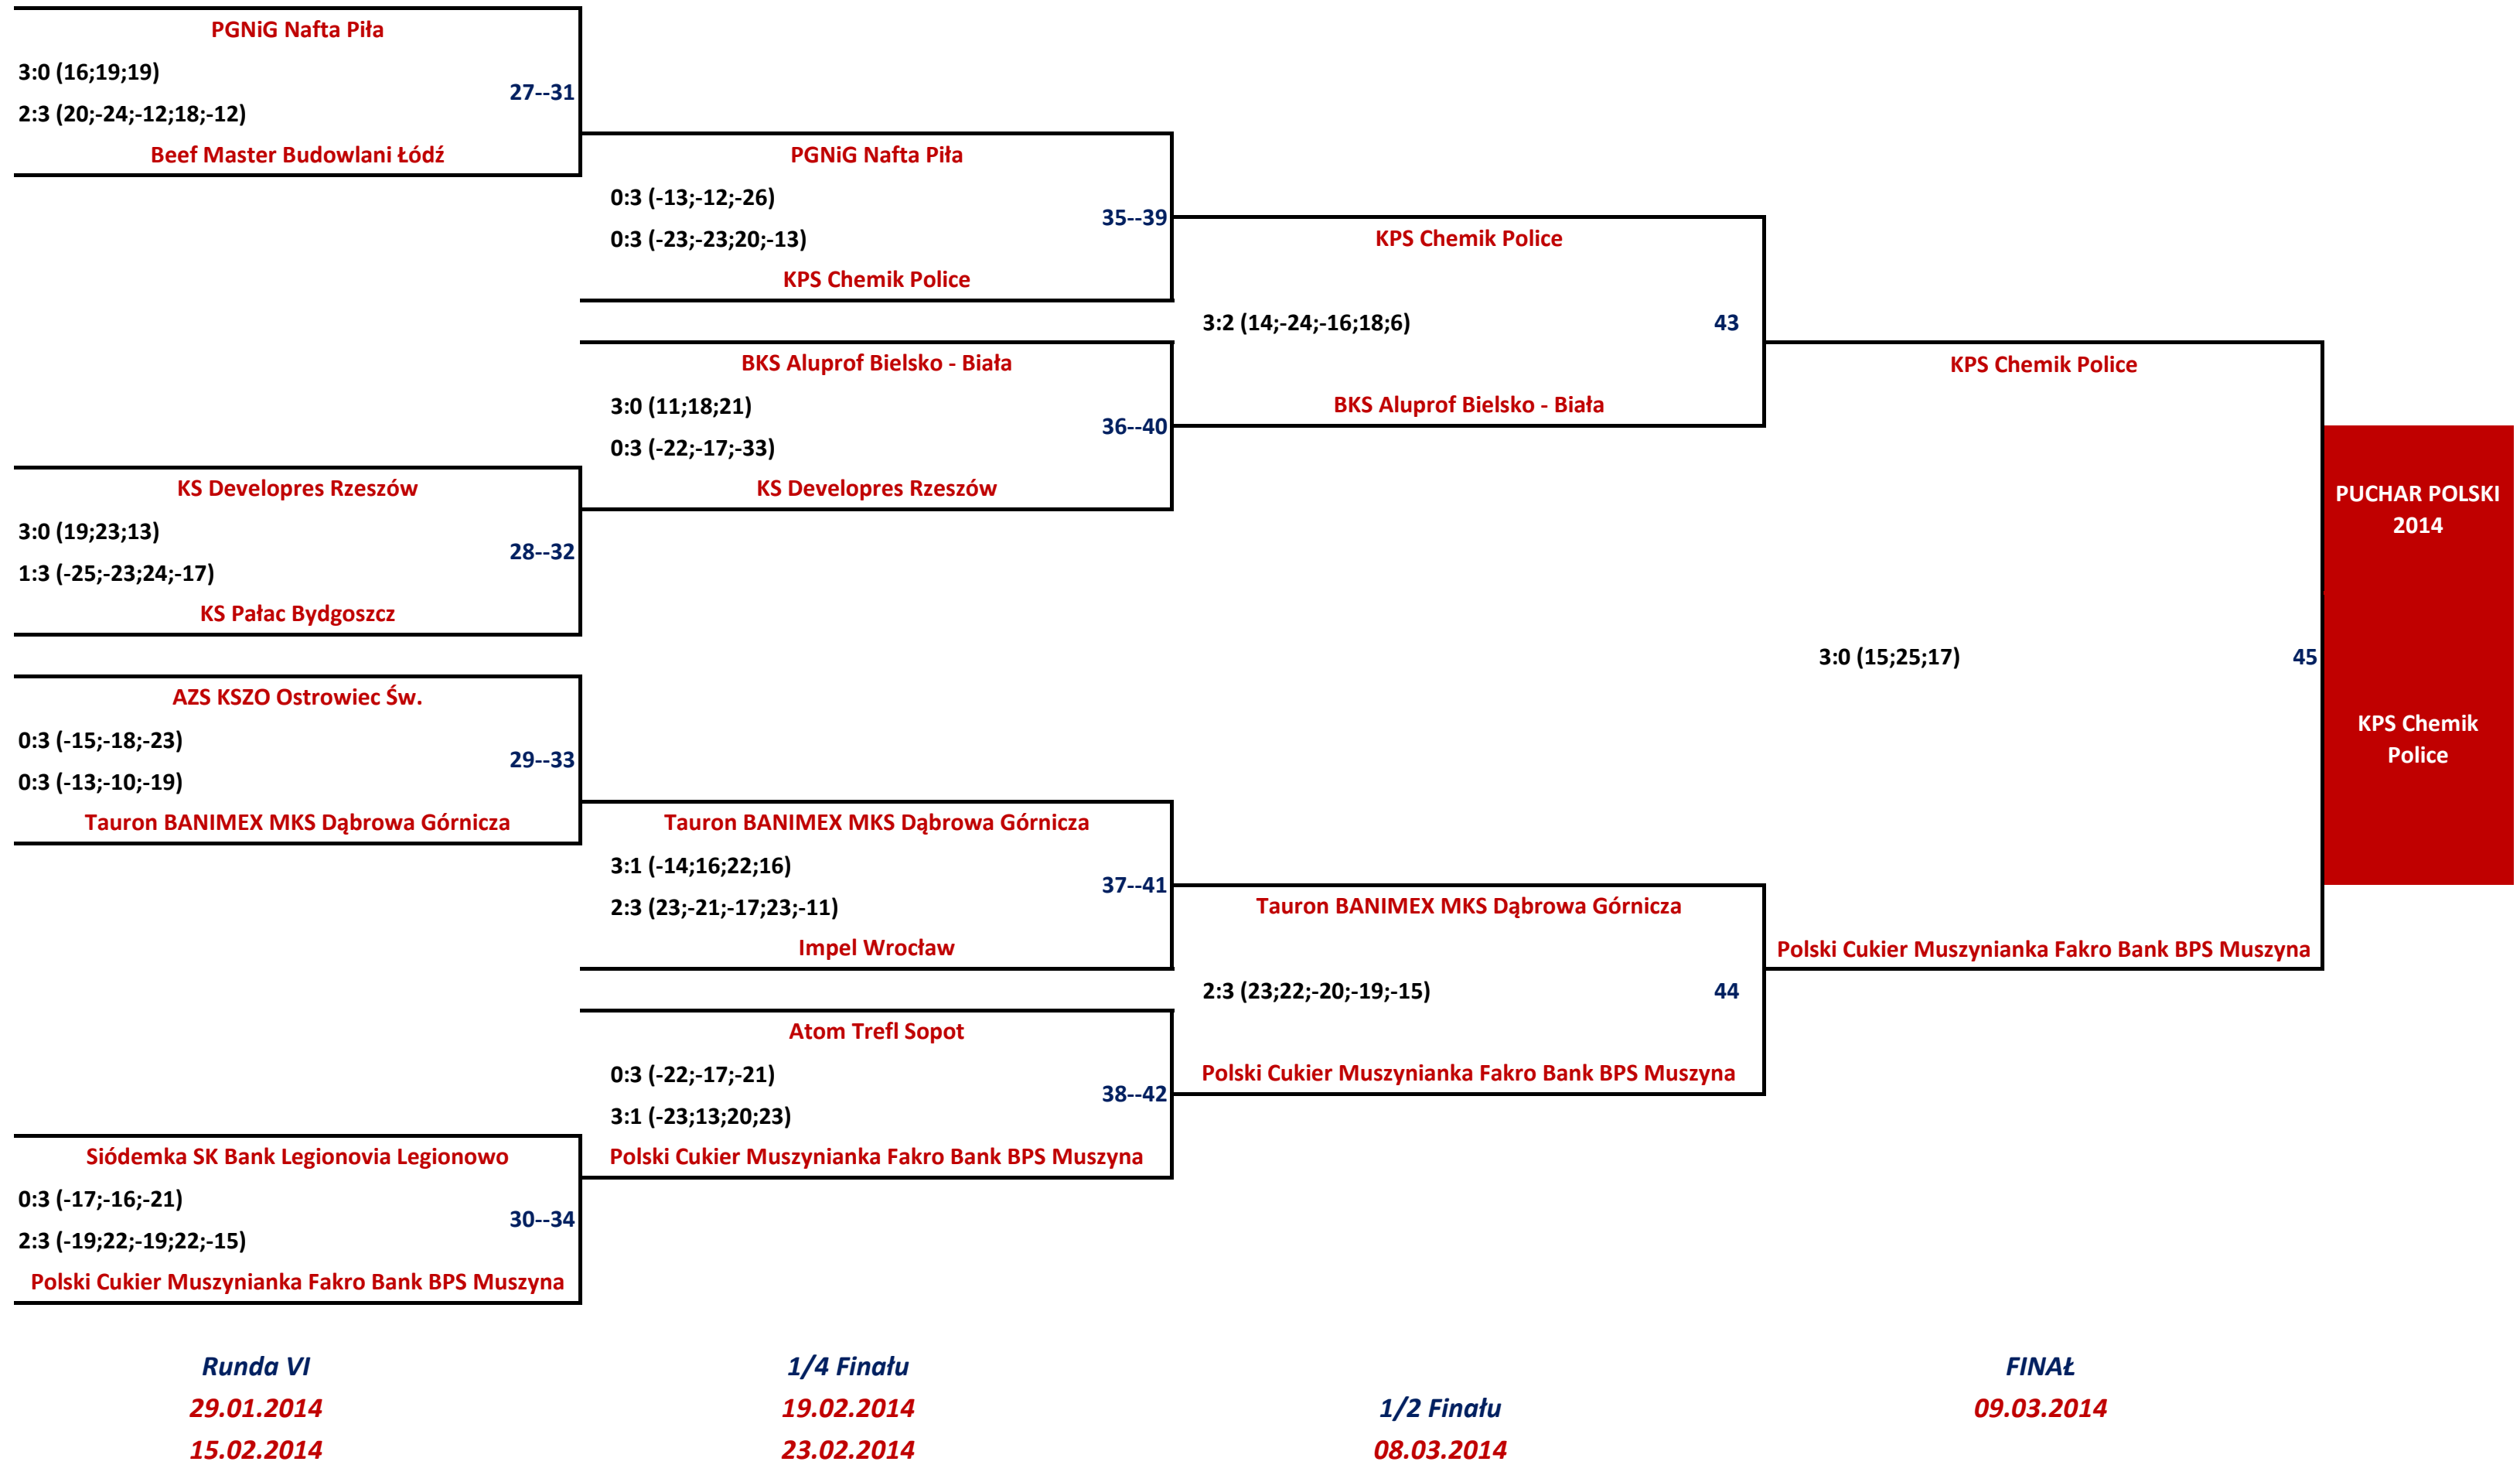 PGNiG Nafta Piła
3:0 (16;19;19)
27--31
2:3 (20;-24;-12;18;-12)
Beef Master Budowlani Łódź
KS Developres Rzeszów
3:0 (19;23;13)
28--32
1:3 (-25;-23;24;-17)
KS Pałac Bydgoszcz
AZS KSZO Ostrowiec Św.
0:3 (-15;-18;-23)
29--33
0:3 (-13;-10;-19)
Tauron BANIMEX MKS Dąbrowa Górnicza
Siódemka SK Bank Legionovia Legionowo
0:3 (-17;-16;-21)
30--34
2:3 (-19;22;-19;22;-15)
Polski Cukier Muszynianka Fakro Bank BPS Muszyna
Runda VI
29.01.2014
15.02.2014
PGNiG Nafta Piła
0:3 (-13;-12;-26)
35--39
0:3 (-23;-23;20;-13)
KPS Chemik Police
BKS Aluprof Bielsko - Biała
3:0 (11;18;21)
36--40
0:3 (-22;-17;-33)
KS Developres Rzeszów
Tauron BANIMEX MKS Dąbrowa Górnicza
3:1 (-14;16;22;16)
37--41
2:3 (23;-21;-17;23;-11)
Impel Wrocław
Atom Trefl Sopot
0:3 (-22;-17;-21)
38--42
3:1 (-23;13;20;23)
Polski Cukier Muszynianka Fakro Bank BPS Muszyna
1/4 Finału
19.02.2014
23.02.2014
KPS Chemik Police
3:2 (14;-24;-16;18;6)
43
BKS Aluprof Bielsko - Biała
Tauron BANIMEX MKS Dąbrowa Górnicza
2:3 (23;22;-20;-19;-15)
44
Polski Cukier Muszynianka Fakro Bank BPS Muszyna
1/2 Finału
08.03.2014
KPS Chemik Police
3:0 (15;25;17)
45
Polski Cukier Muszynianka Fakro Bank BPS Muszyna
FINAŁ
09.03.2014
PUCHAR POLSKI
2014
KPS Chemik
Police